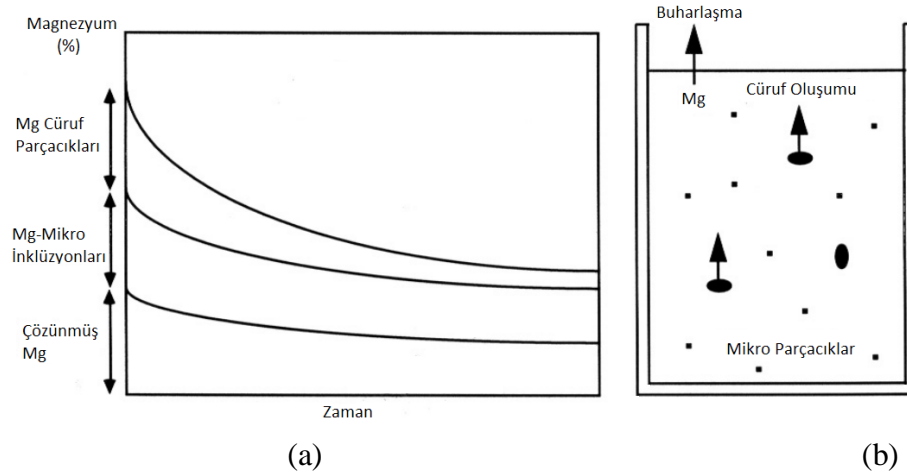 Magnezyum
(%)
Mg Cüruf
Parçacıkları
Mg-Mikro
İnklüzyonları
Çözünmüş
Mg
Zaman
(a)
Buharlaşma
Mg
Cüruf Oluşumu
Mikro Parçacıklar
(b)